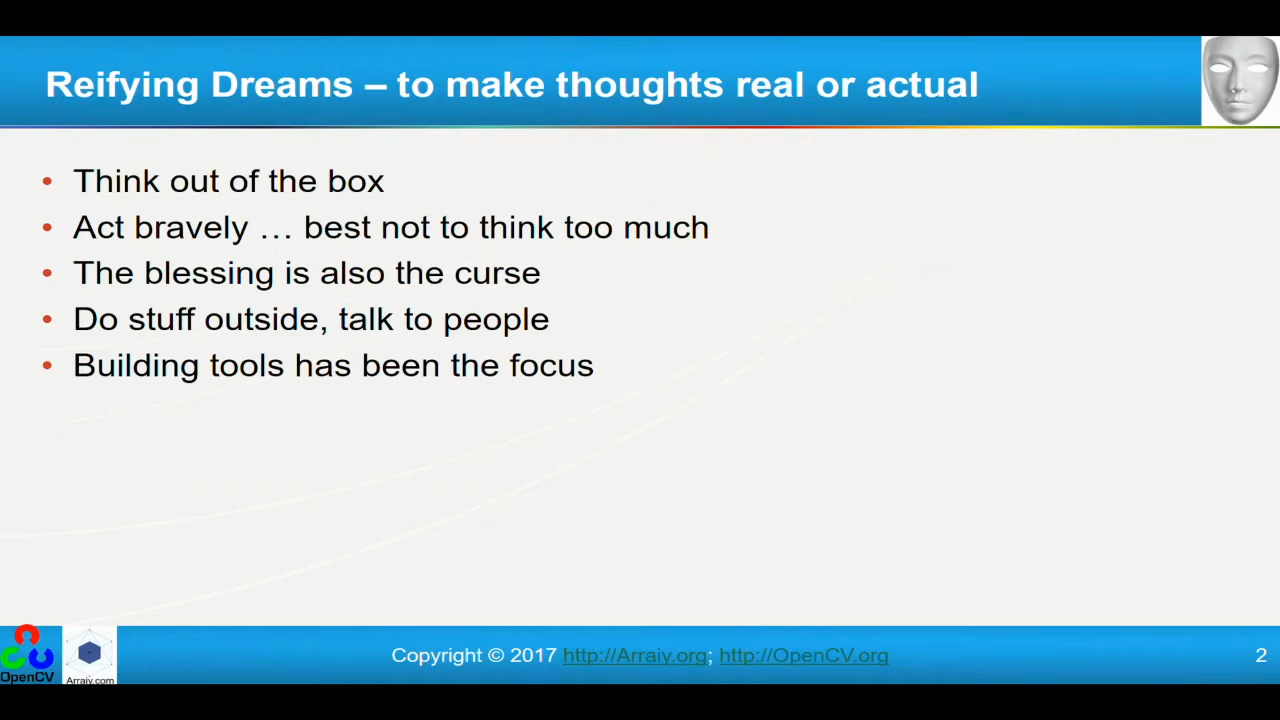 Reifying Dreams – to make thoughts real or actual
• Think out of the box
• Act bravely … best not to think too much
• The blessing is also the curse
• Do stuff outside, talk to people
• Building tools has been the focus
OpenCV
Arraiy.com
Copyright © 2017 http://Arraiy.org; http://OpenCV.org
2